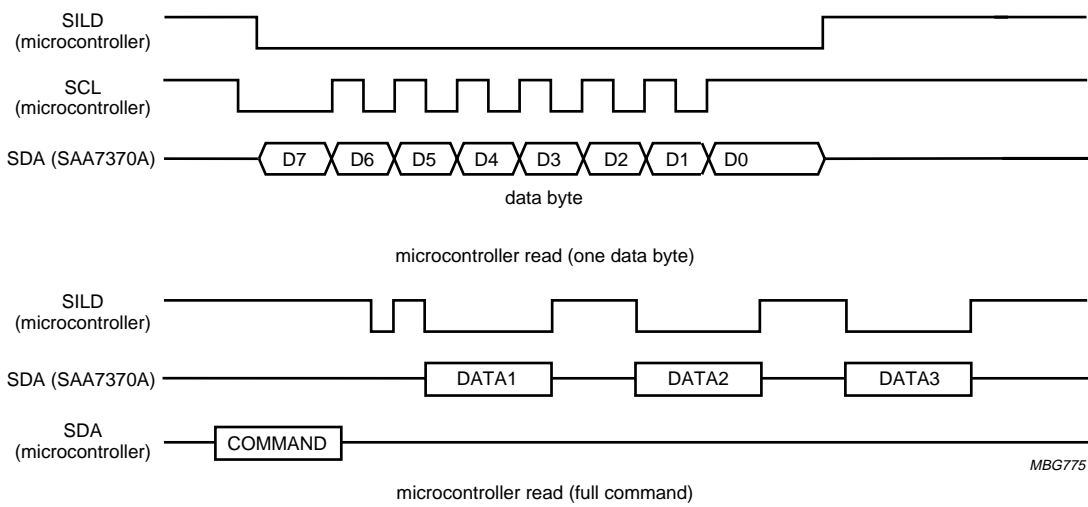 SILD
(microcontroller)
SCL
(microcontroller)
SDA (SAA7370A)
D7 D6 D5 D4 D3 D2 D1 D0
data byte
microcontroller read (one data byte)
SILD
(microcontroller)
SDA (SAA7370A)
DATA1 DATA2 DATA3
SDA
(microcontroller)
COMMAND
MBG775
microcontroller read (full command)